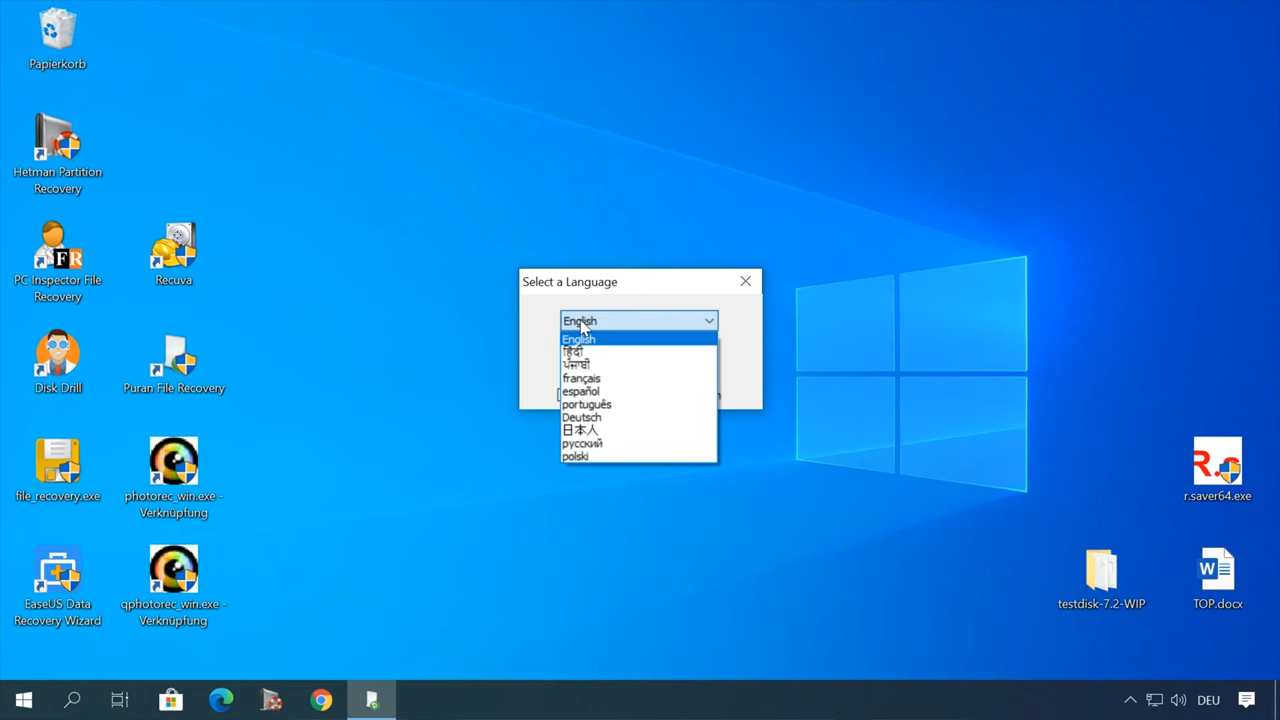 Papierkorb
Hetman Partition
Recovery
PC Inspector File
Recovery
Recuva
Disk Drill
Puran File Recovery
file_recovery.exe
photorec_win.exe -
Verknüpfung
EaseUS Data
Recovery Wizard
qphotorec_win.exe -
Verknüpfung
Select a Language
English
English
हिंदी
ਪੰਜਾਬੀ
français
español
português
Deutsch
日本人
русский
polski
R.s
r.saver64.exe
testdisk-7.2-WIP
W
TOP.docx
FR
DEU